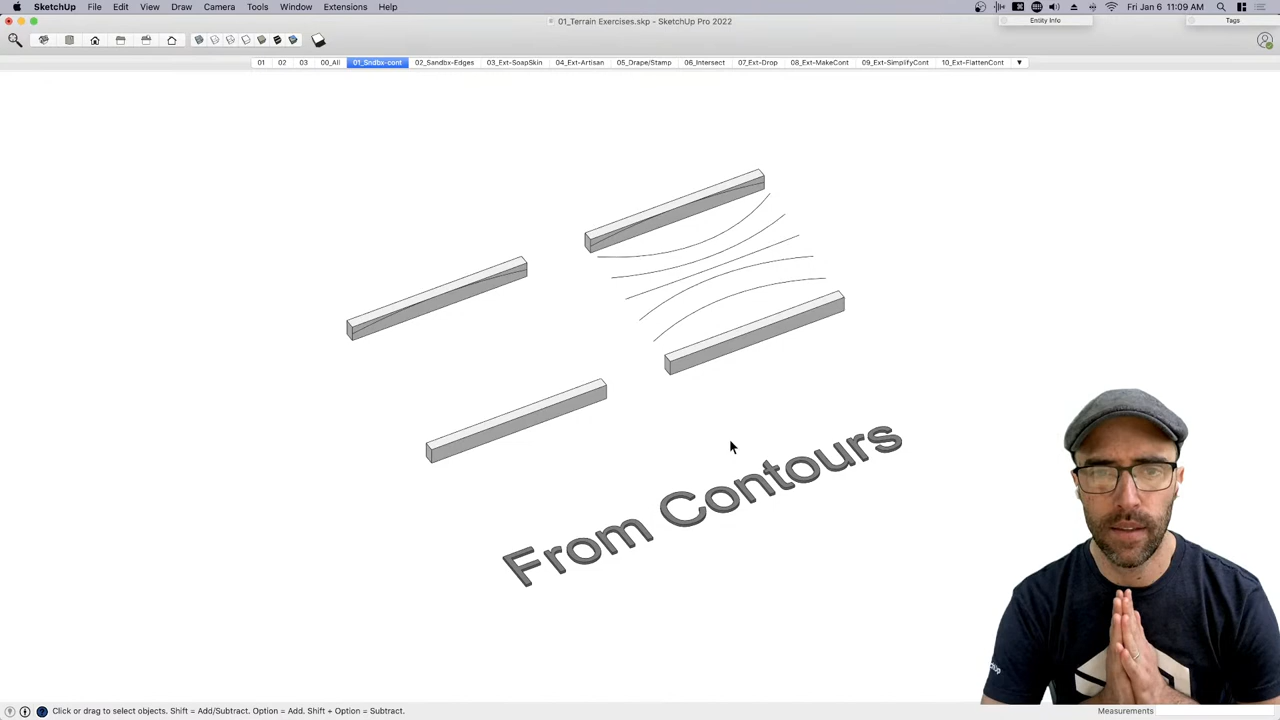 SketchUp File Edit View Draw Camera Tools Window Extensions Help Fri Jan 6 11:09 AM
01_Terrain Exercises.skp - SketchUp Pro 2022
Entity Info
Tags
01 02 03 00_All 01_Sndbx-cont 02_Sandbx-Edges 03_Ext-SoapSkin 04_Ext-Artisan 05_Drape/Stamp 06_Intersect 07_Ext-Drop 08_Ext-MakeCont 09_Ext-SimplifyCont 10_Ext-FlattenCont
From Contours
Click or drag to select objects. Shift = Add/Subtract. Option = Add. Shift + Option = Subtract.
Measurements